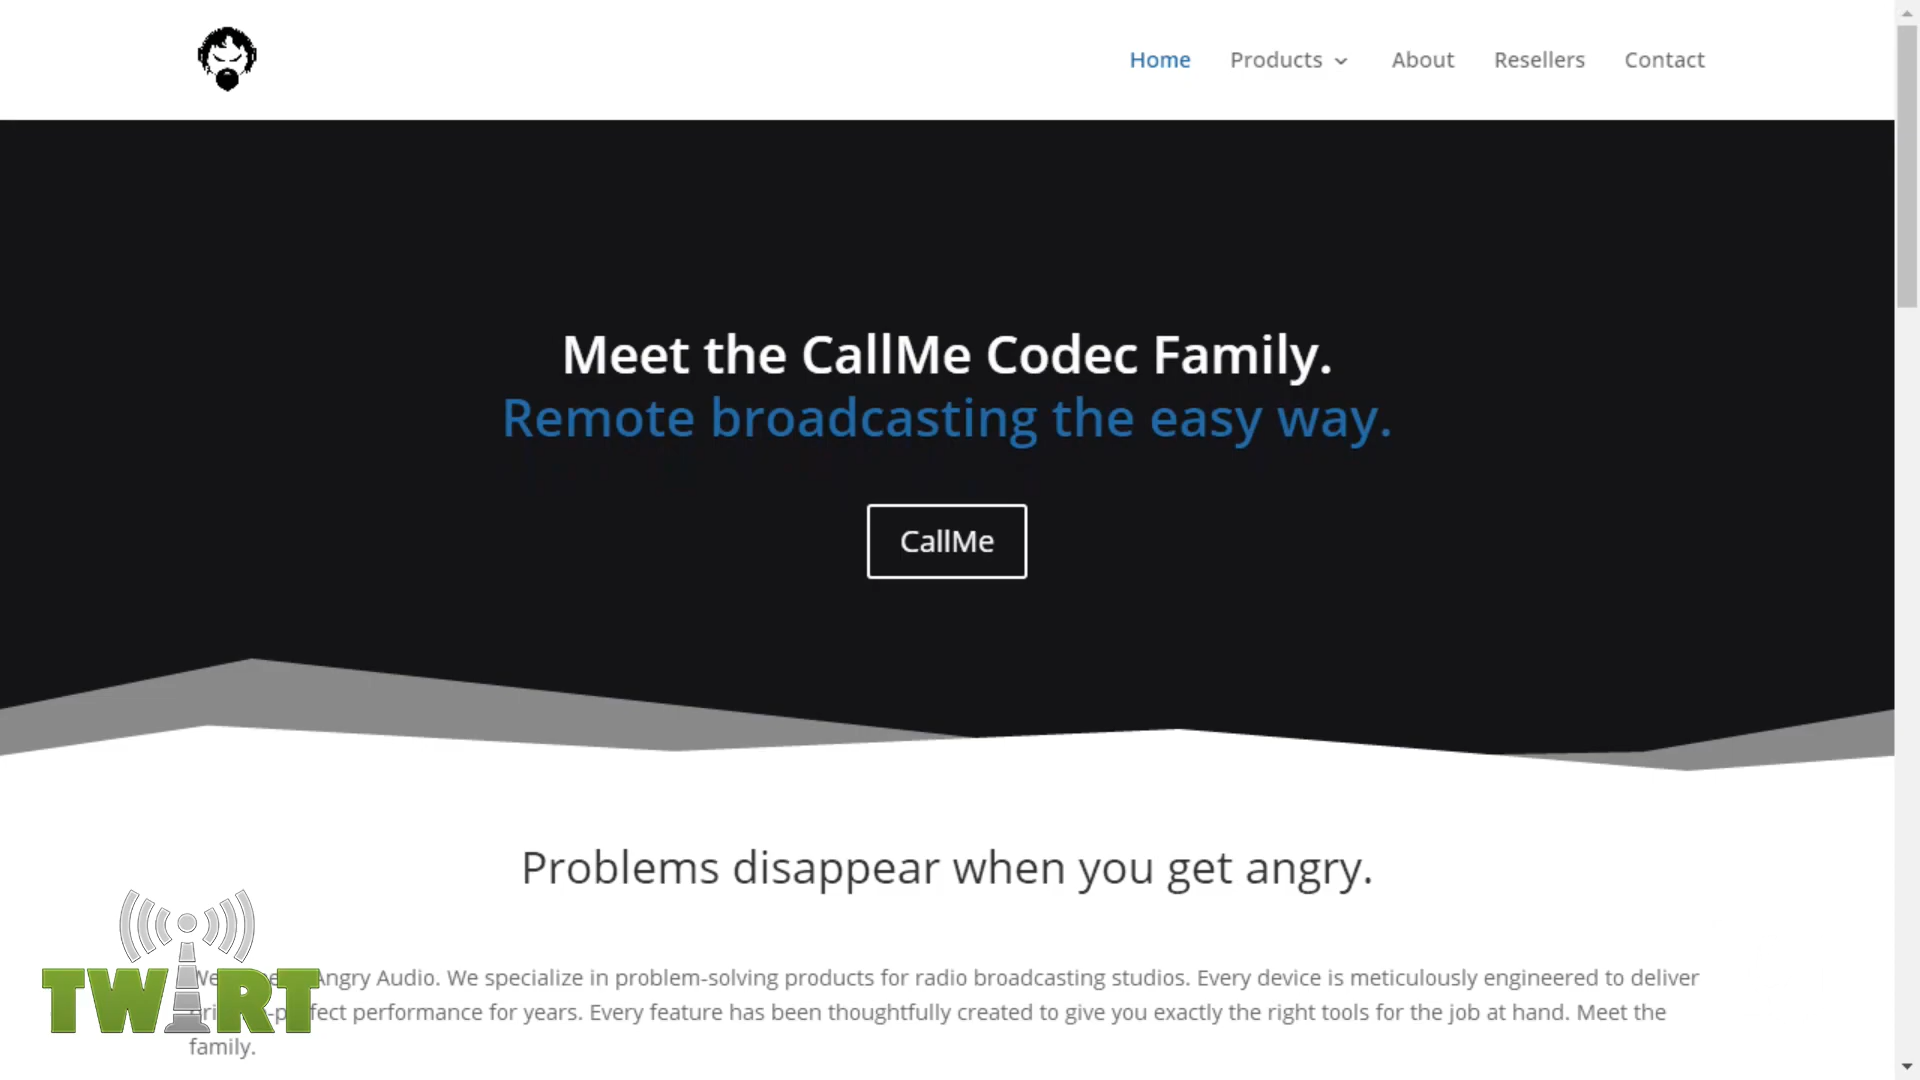 Home Products About Resellers Contact
Meet the CallMe Codec Family.
Remote broadcasting the easy way.
CallMe
Problems disappear when you get angry.
Angry Audio. We specialize in problem-solving products for radio broadcasting studios. Every device is meticulously engineered to deliver
performance for years. Every feature has been thoughtfully created to give you exactly the right tools for the job at hand. Meet the
family.
TWIRT